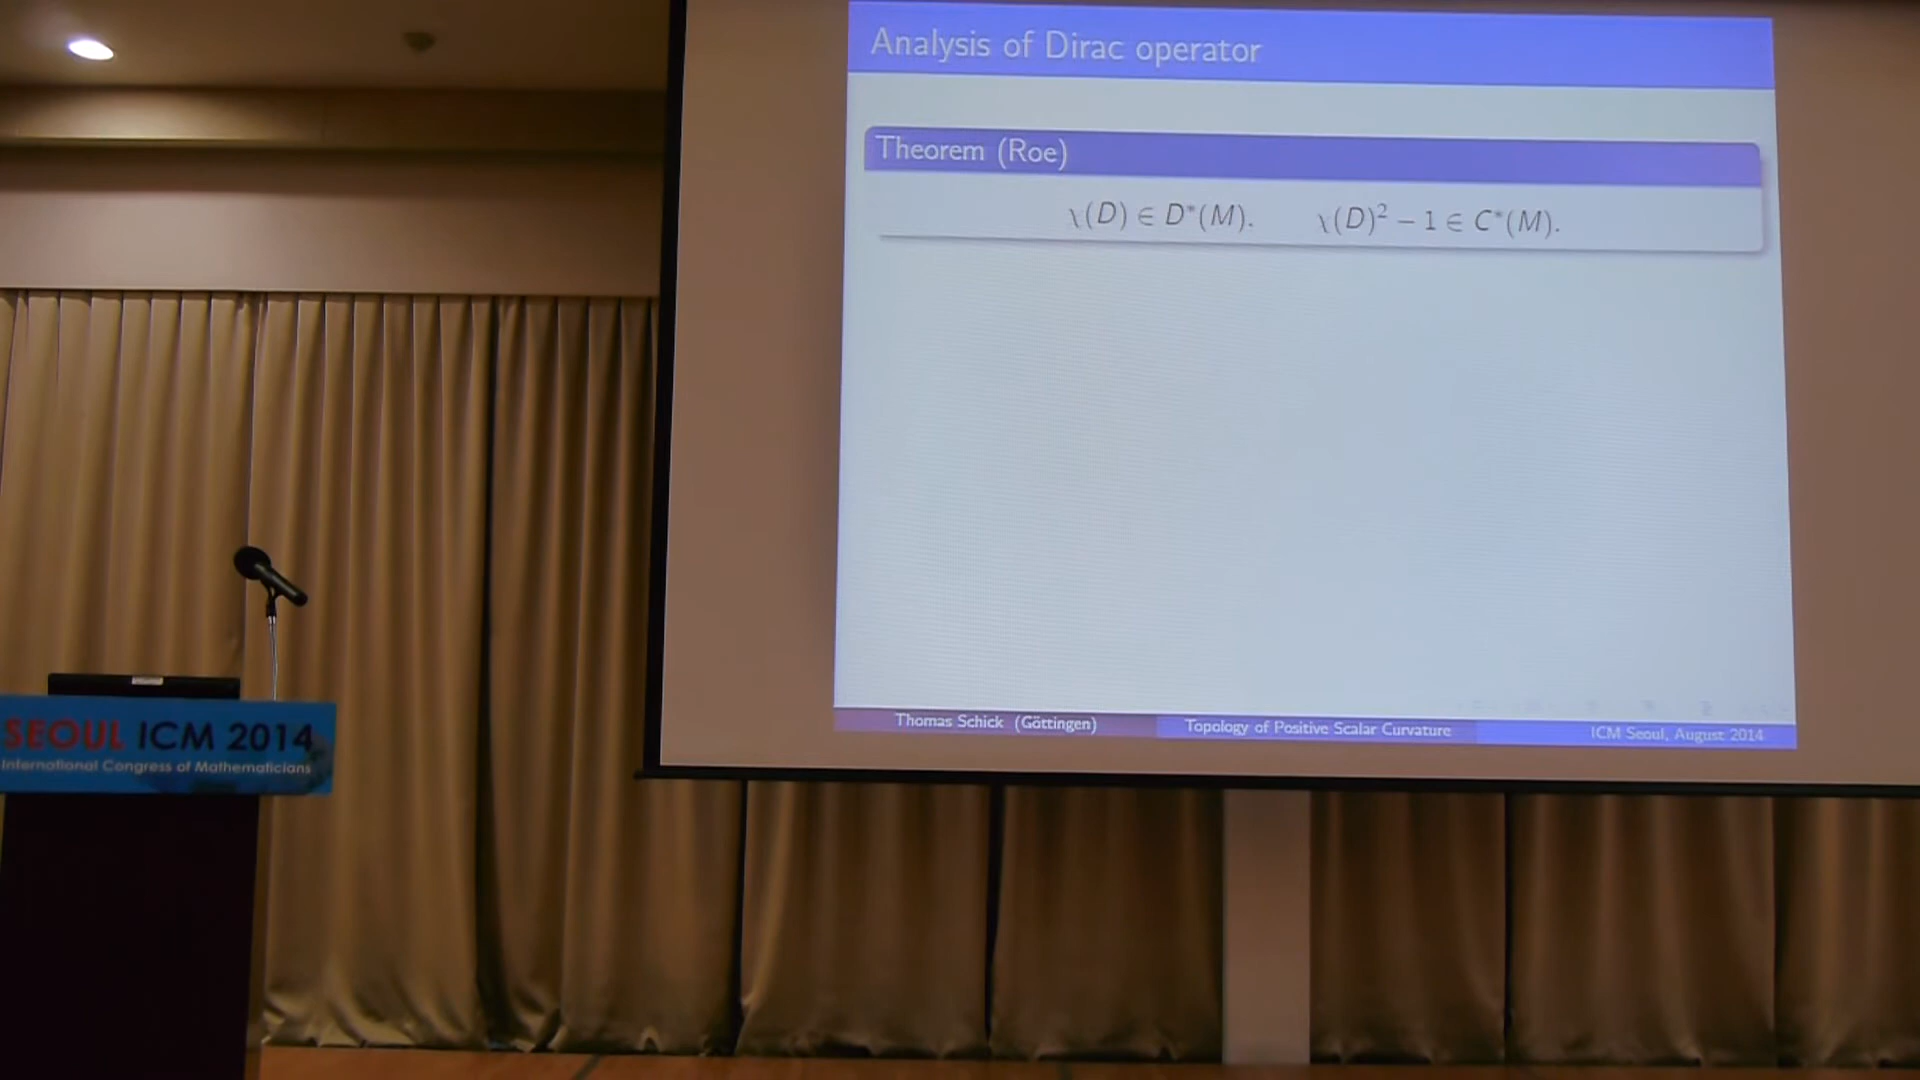 Analysis of Dirac operator
Theorem (Roe)
χ(D) ∈ D*(M).    χ(D)² − 1 ∈ C*(M).
Thomas Schick (Göttingen)    Topology of Positive Scalar Curvature    ICM Seoul, August 2014
SEOUL ICM 2014
International Congress of Mathematicians